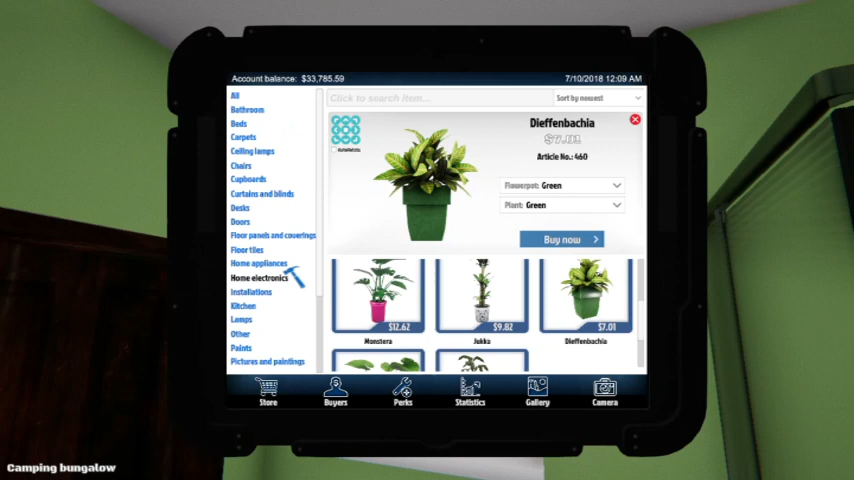 Account balance: $33,785.59
7/10/2018 12:09 AM
All
Bathroom
Beds
Carpets
Ceiling lamps
Chairs
Cupboards
Curtains and blinds
Desks
Doors
Floor panels and coverings
Floor tiles
Home appliances
Home electronics
Installations
Kitchen
Lamps
Other
Paints
Pictures and paintings
Click to search item...
Sort by newest
Dieffenbachia
$7.01
Article No.: 460
Flowerpot: Green
Plant: Green
Buy now
$12.62
$9.82
$7.01
Monstera
Jukka
Dieffenbachia
Store
Buyers
Perks
Statistics
Gallery
Camera
Camping bungalow